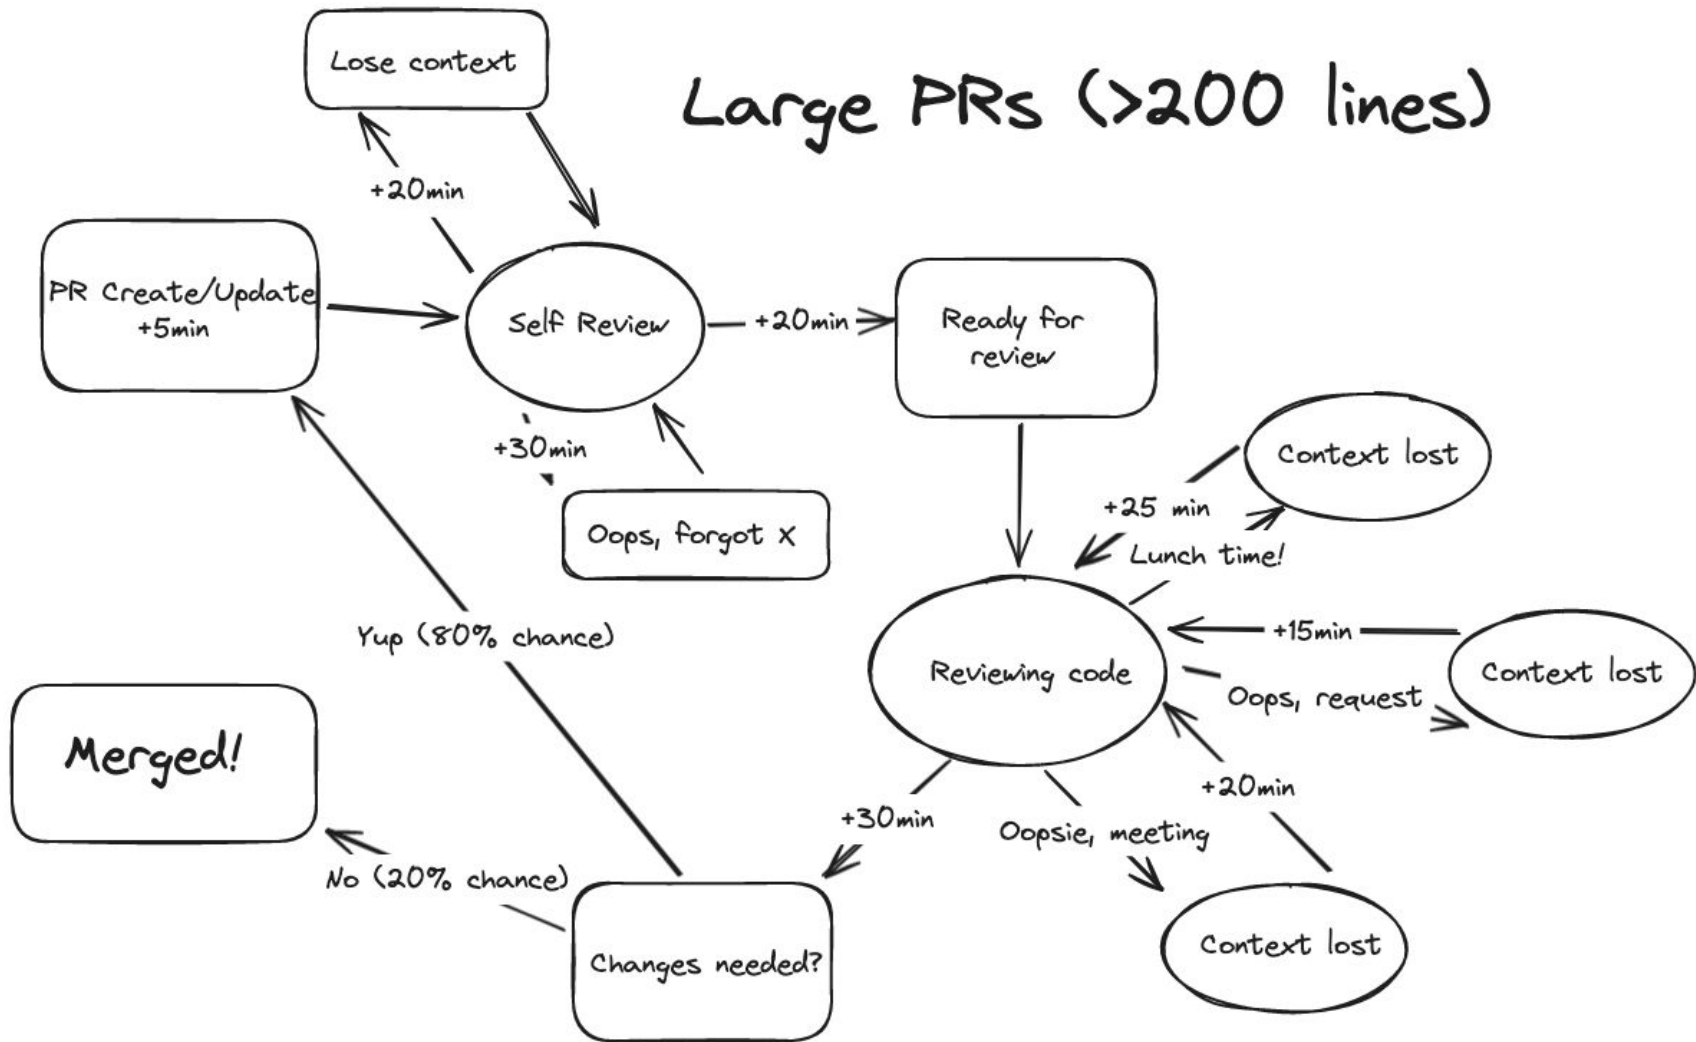 Lose context
Large PRs (>200 lines)
+20min
PR Create/Update
+5min
Self Review
+20min
Ready for
review
+30min
Oops, forgot x
Context lost
+25 min
Lunch time!
Yup (80% chance)
+15min
Reviewing code
Context lost
Oops, request
Merged!
+20min
+30min
Oopsie, meeting
No (20% chance)
Changes needed?
Context lost